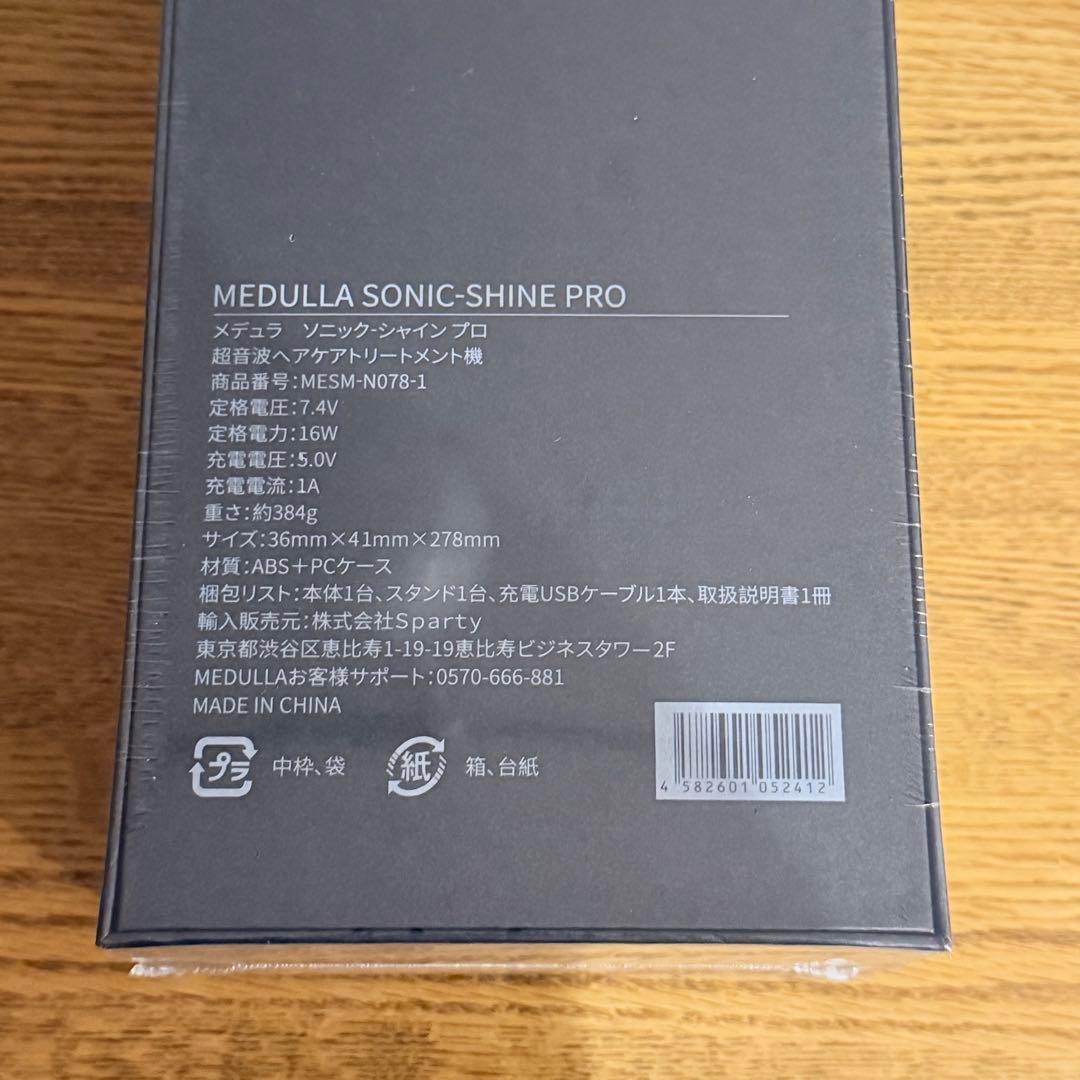 MEDULLA SONIC-SHINE PRO
メデュラ　ソニック-シャイン プロ
超音波ヘアケアトリートメント機
商品番号:MESM-N078-1
定格電圧:7.4V
定格電力:16W
充電電圧:5.0V
充電電流:1A
重さ:約384g
サイズ:36mm×41mm×278mm
材質:ABS+PCケース
梱包リスト:本体1台、スタンド1台、充電USBケーブル1本、取扱説明書1冊
輸入販売元:株式会社Sparty
東京都渋谷区恵比寿1-19-19恵比寿ビジネスタワー2F
MEDULLAお客様サポート:0570-666-881
MADE IN CHINA
プラ 中枠、袋 紙 箱、台紙
4 582601 052412